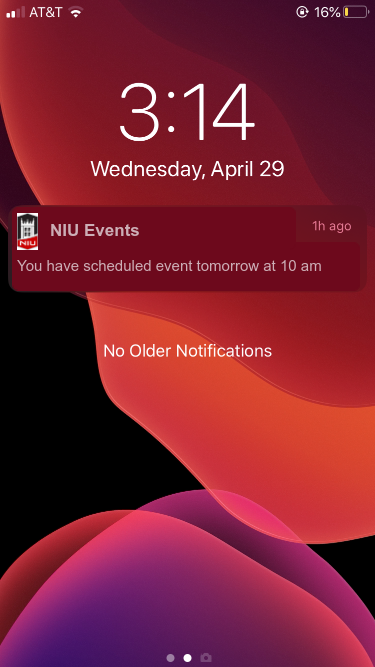 AT&T 16%
3:14
Wednesday, April 29
NIU
NIU Events 1h ago
You have scheduled event tomorrow at 10 am
No Older Notifications